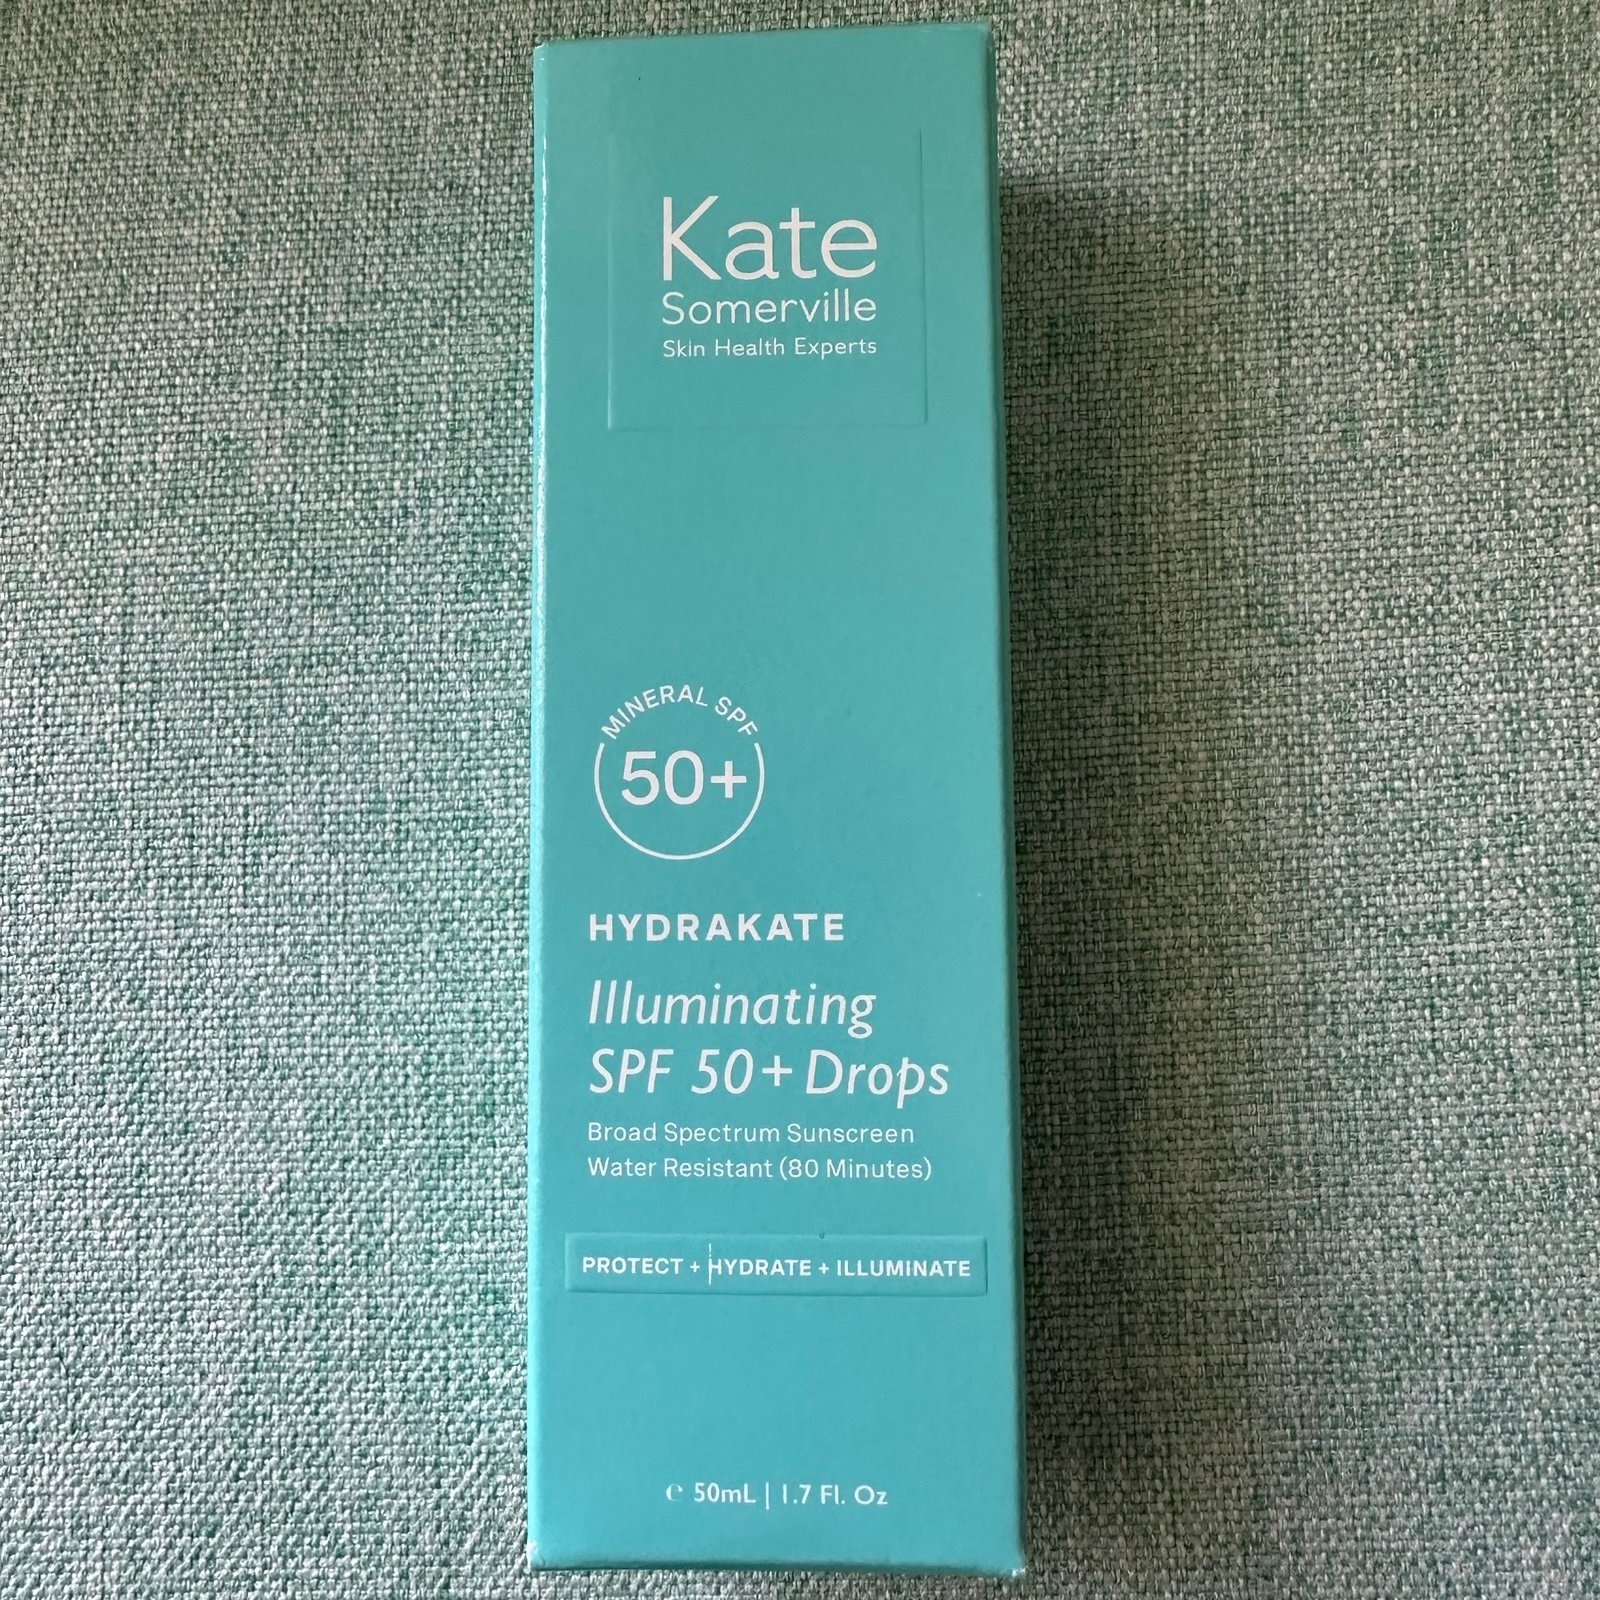 Kate
Somerville
Skin Health Experts
MINERAL SPF
50+
HYDRAKATE
Illuminating
SPF 50+ Drops
Broad Spectrum Sunscreen
Water Resistant (80 Minutes)
PROTECT + HYDRATE + ILLUMINATE
℮ 50mL | 1.7 Fl. Oz